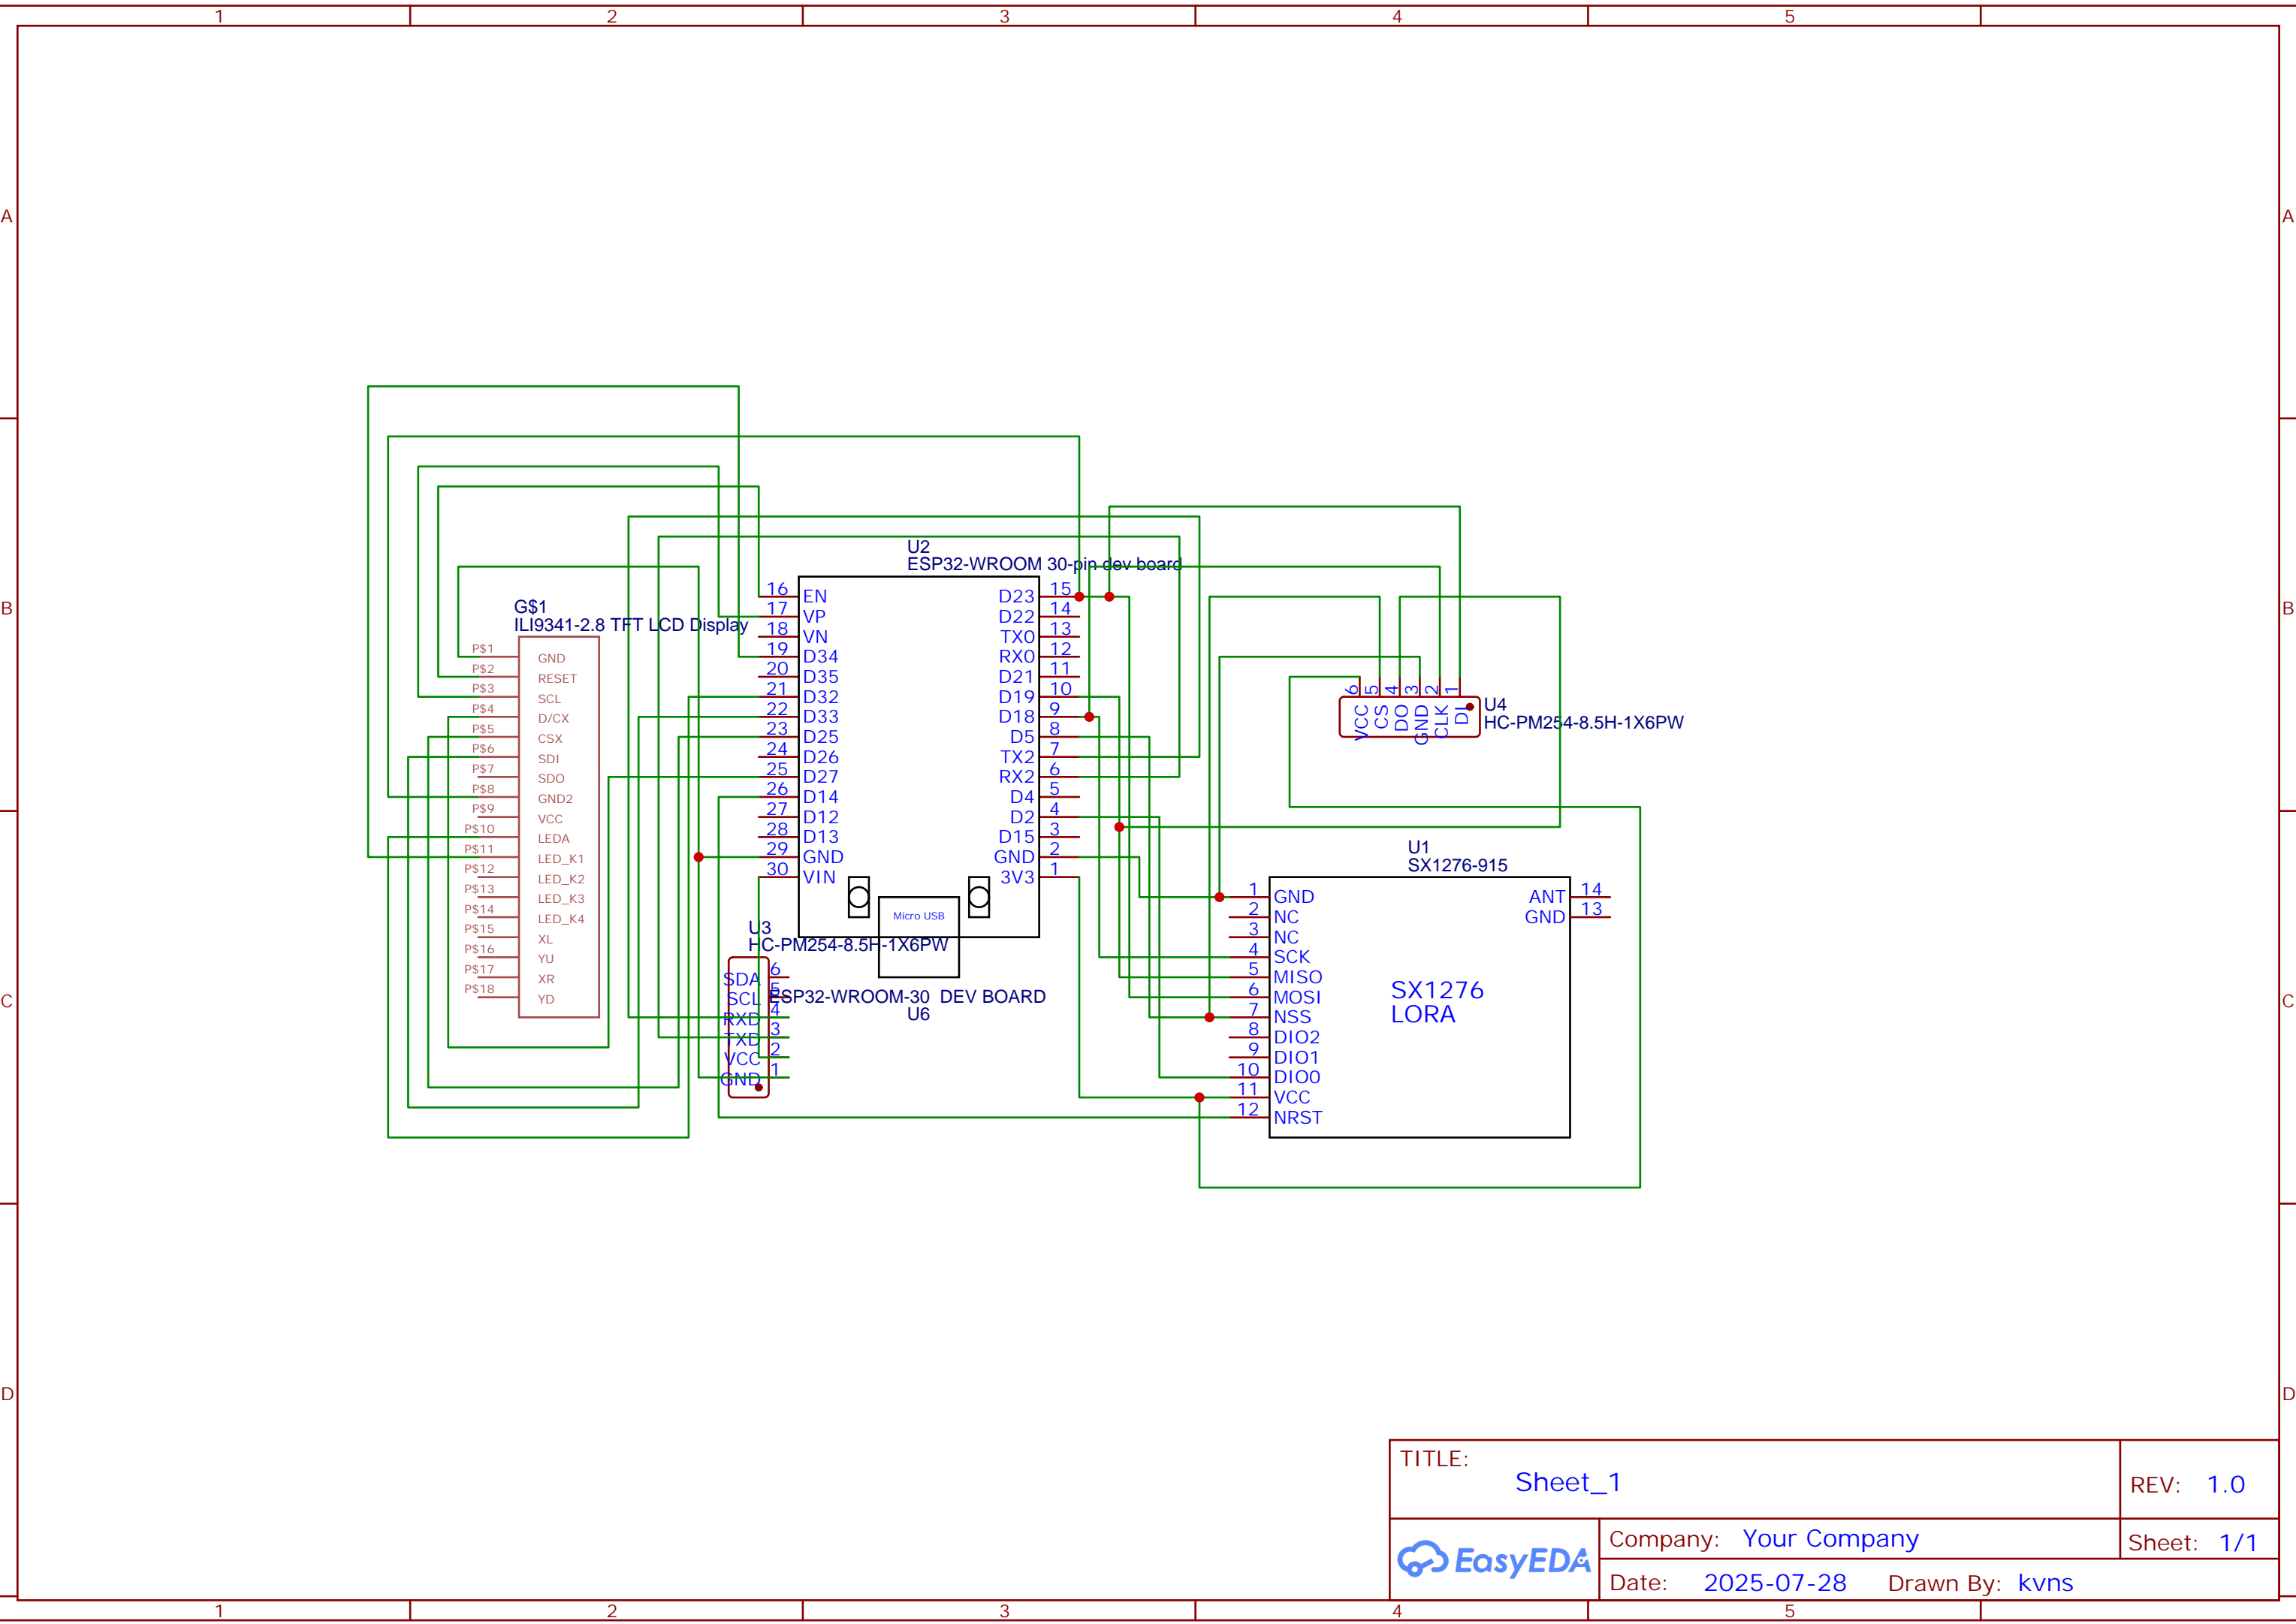 1 2 3 4 5
A A
B B
C C
D D
U2
ESP32-WROOM 30-pin dev board
16 EN
17 VP
18 VN
19 D34
20 D35
21 D32
22 D33
23 D25
24 D26
25 D27
26 D14
27 D12
28 D13
29 GND
30 VIN
D23 15
D22 14
TX0 13
RX0 12
D21 11
D19 10
D18 9
D5 8
TX2 7
RX2 6
D4 5
D2 4
D15 3
GND 2
3V3 1
Micro USB
G$1
ILI9341-2.8 TFT LCD Display
P$1 GND
P$2 RESET
P$3 SCL
P$4 D/CX
P$5 CSX
P$6 SDI
P$7 SDO
P$8 GND2
P$9 VCC
P$10 LEDA
P$11 LED_K1
P$12 LED_K2
P$13 LED_K3
P$14 LED_K4
P$15 XL
P$16 YU
P$17 XR
P$18 YD
U4
HC-PM254-8.5H-1X6PW
6 VCC
5 CS
4 DO
3 GND
2 CLK
1 DI
U3
HC-PM254-8.5H-1X6PW
SDA 6
SCL 5
RXD 4
TXD 3
VCC 2
GND 1
ESP32-WROOM-30 DEV BOARD
U6
U1
SX1276-915
1 GND
2 NC
3 NC
4 SCK
5 MISO
6 MOSI
7 NSS
8 DIO2
9 DIO1
10 DIO0
11 VCC
12 NRST
ANT 14
GND 13
SX1276
LORA
TITLE:
Sheet_1
REV: 1.0
EasyEDA
Company: Your Company
Sheet: 1/1
Date: 2025-07-28 Drawn By: kvns
1 2 3 4 5